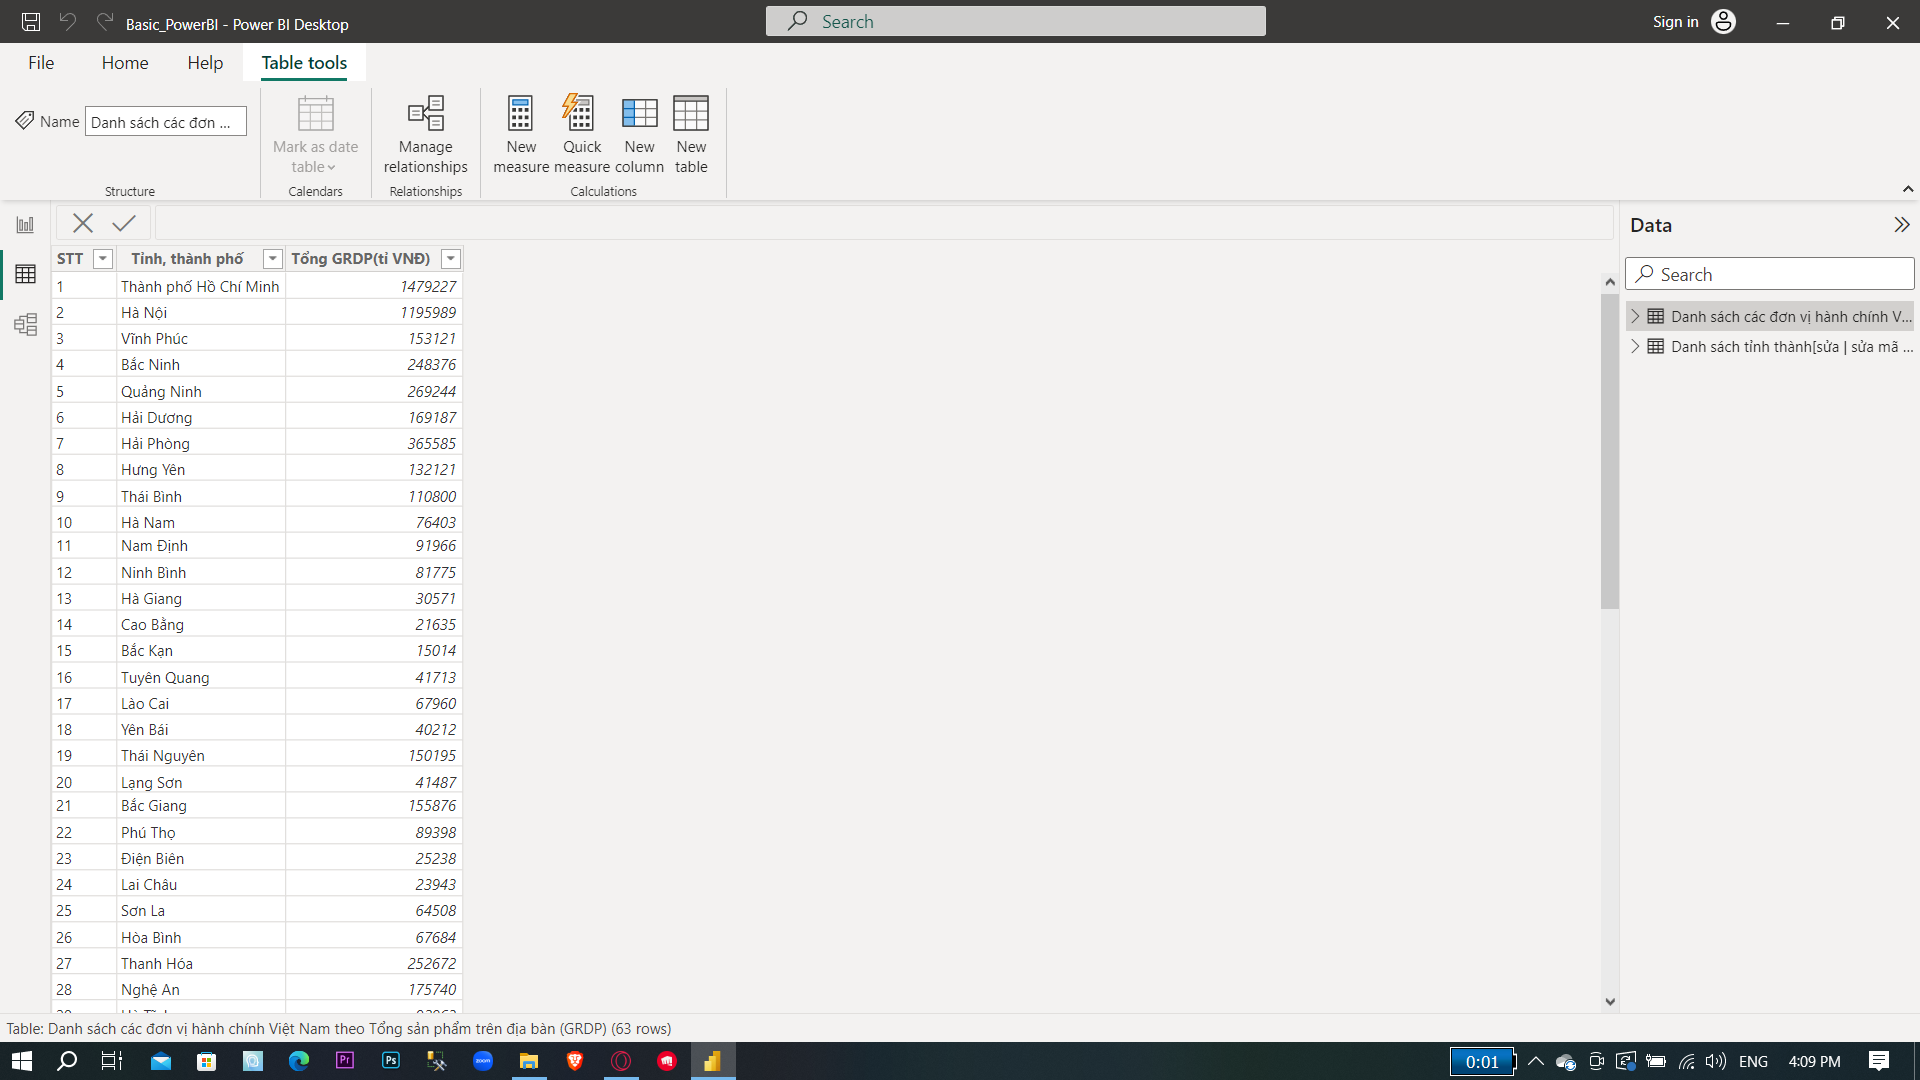 Basic_PowerBI - Power BI Desktop
Search
Sign in
File Home Help Table tools
Name Danh sách các đơn ...
Mark as date table
Manage relationships
New measure
Quick measure
New column
New table
Structure Calendars Relationships Calculations
Data
Search
Danh sách các đơn vị hành chính V...
Danh sách tỉnh thành[sửa | sửa mã ...
STT Tỉnh, thành phố Tổng GRDP(tỉ VNĐ)
1 Thành phố Hồ Chí Minh 1479227
2 Hà Nội 1195989
3 Vĩnh Phúc 153121
4 Bắc Ninh 248376
5 Quảng Ninh 269244
6 Hải Dương 169187
7 Hải Phòng 365585
8 Hưng Yên 132121
9 Thái Bình 110800
10 Hà Nam 76403
11 Nam Định 91966
12 Ninh Bình 81775
13 Hà Giang 30571
14 Cao Bằng 21635
15 Bắc Kạn 15014
16 Tuyên Quang 41713
17 Lào Cai 67960
18 Yên Bái 40212
19 Thái Nguyên 150195
20 Lạng Sơn 41487
21 Bắc Giang 155876
22 Phú Thọ 89398
23 Điện Biên 25238
24 Lai Châu 23943
25 Sơn La 64508
26 Hòa Bình 67684
27 Thanh Hóa 252672
28 Nghệ An 175740
Table: Danh sách các đơn vị hành chính Việt Nam theo Tổng sản phẩm trên địa bàn (GRDP) (63 rows)
Pr Ps zoom
0:01 ENG 4:09 PM